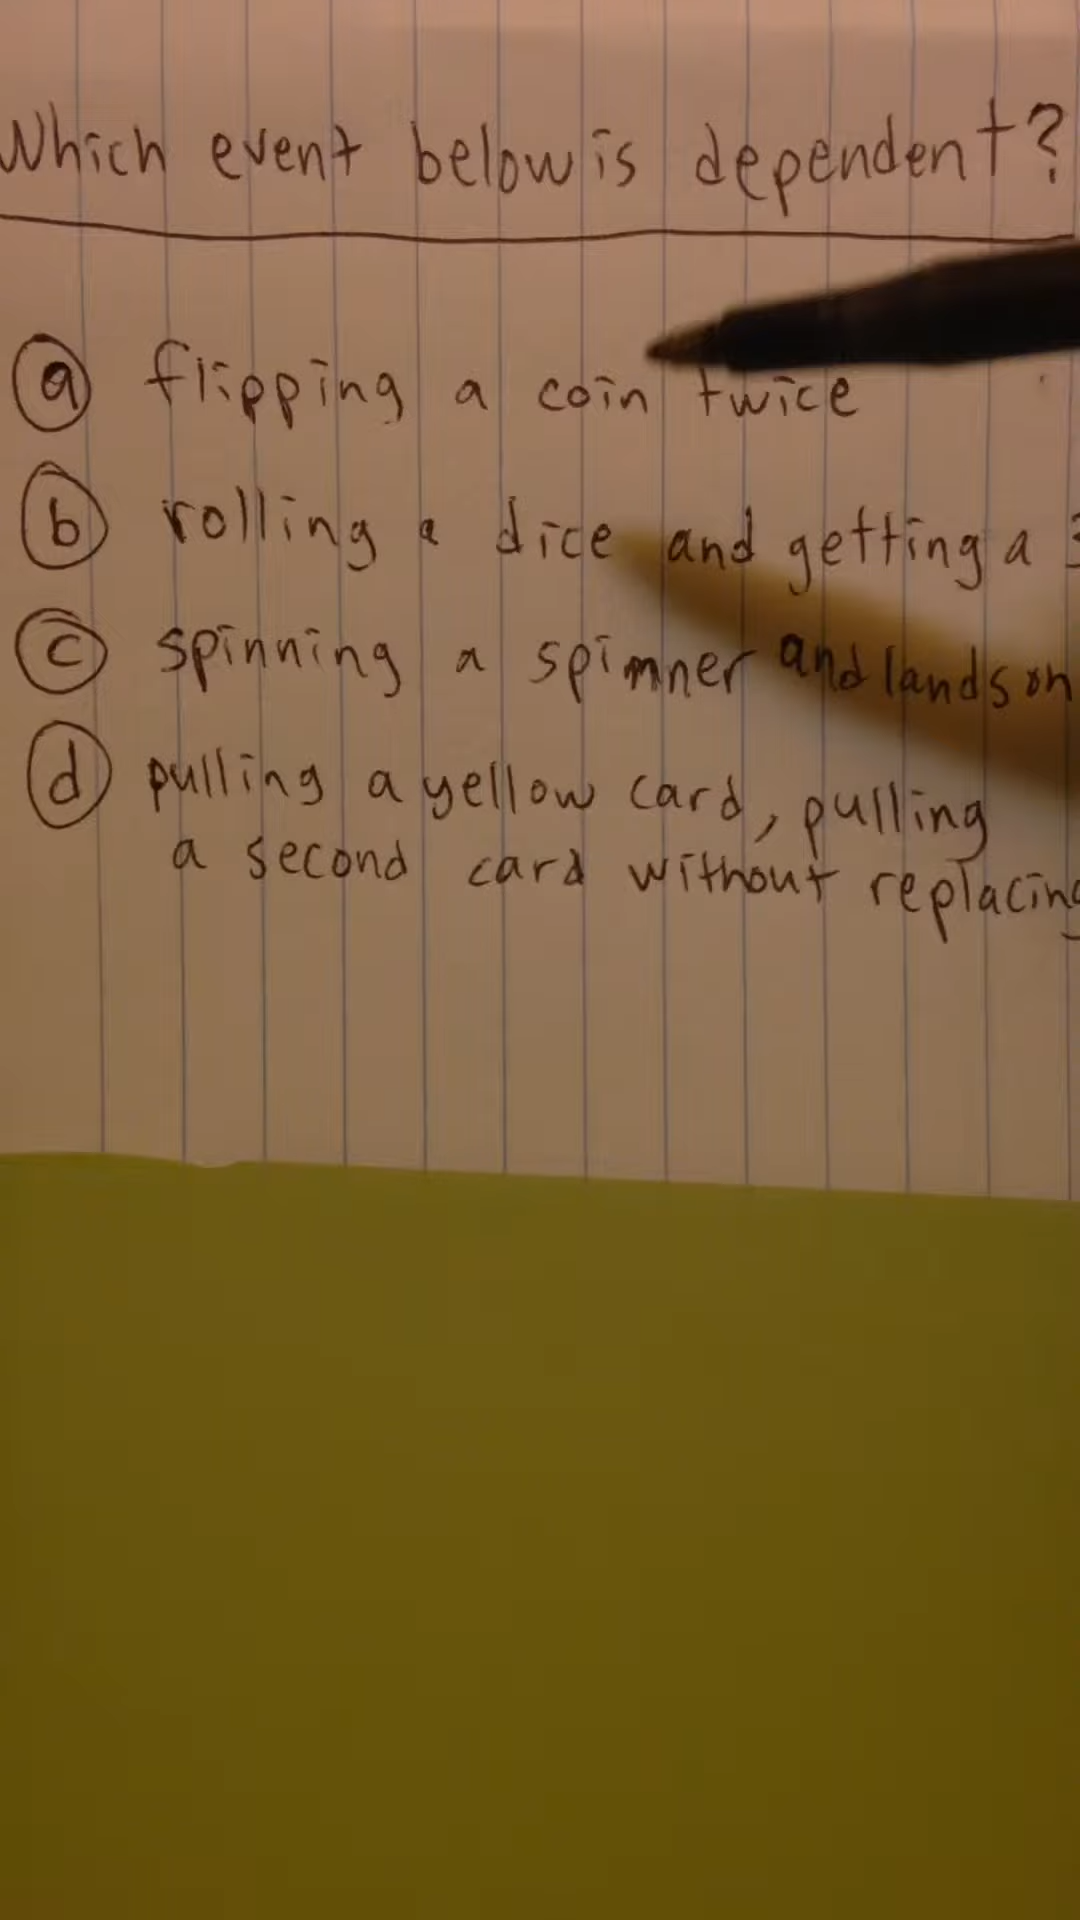 Which event below is dependent?
a flipping a coin twice
b rolling a dice and getting a
c spinning a spinner and lands on
d pulling a yellow card, pulling
a second card without replacing